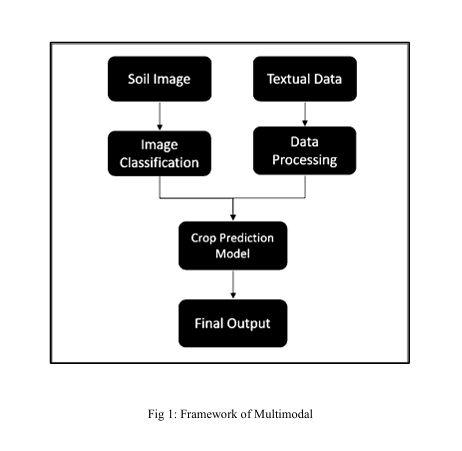 Soil Image
Textual Data
Image
Classification
Data
Processing
Crop Prediction
Model
Final Output
Fig 1: Framework of Multimodal